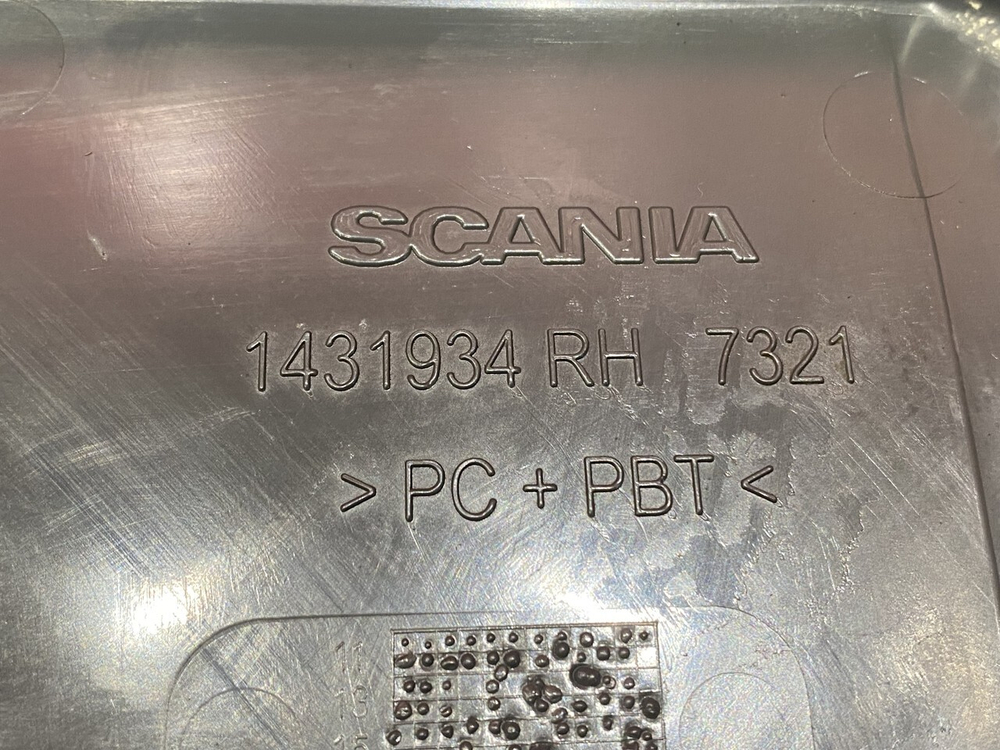 SCANIA
1431934 RH 7321
> PC + PBT <